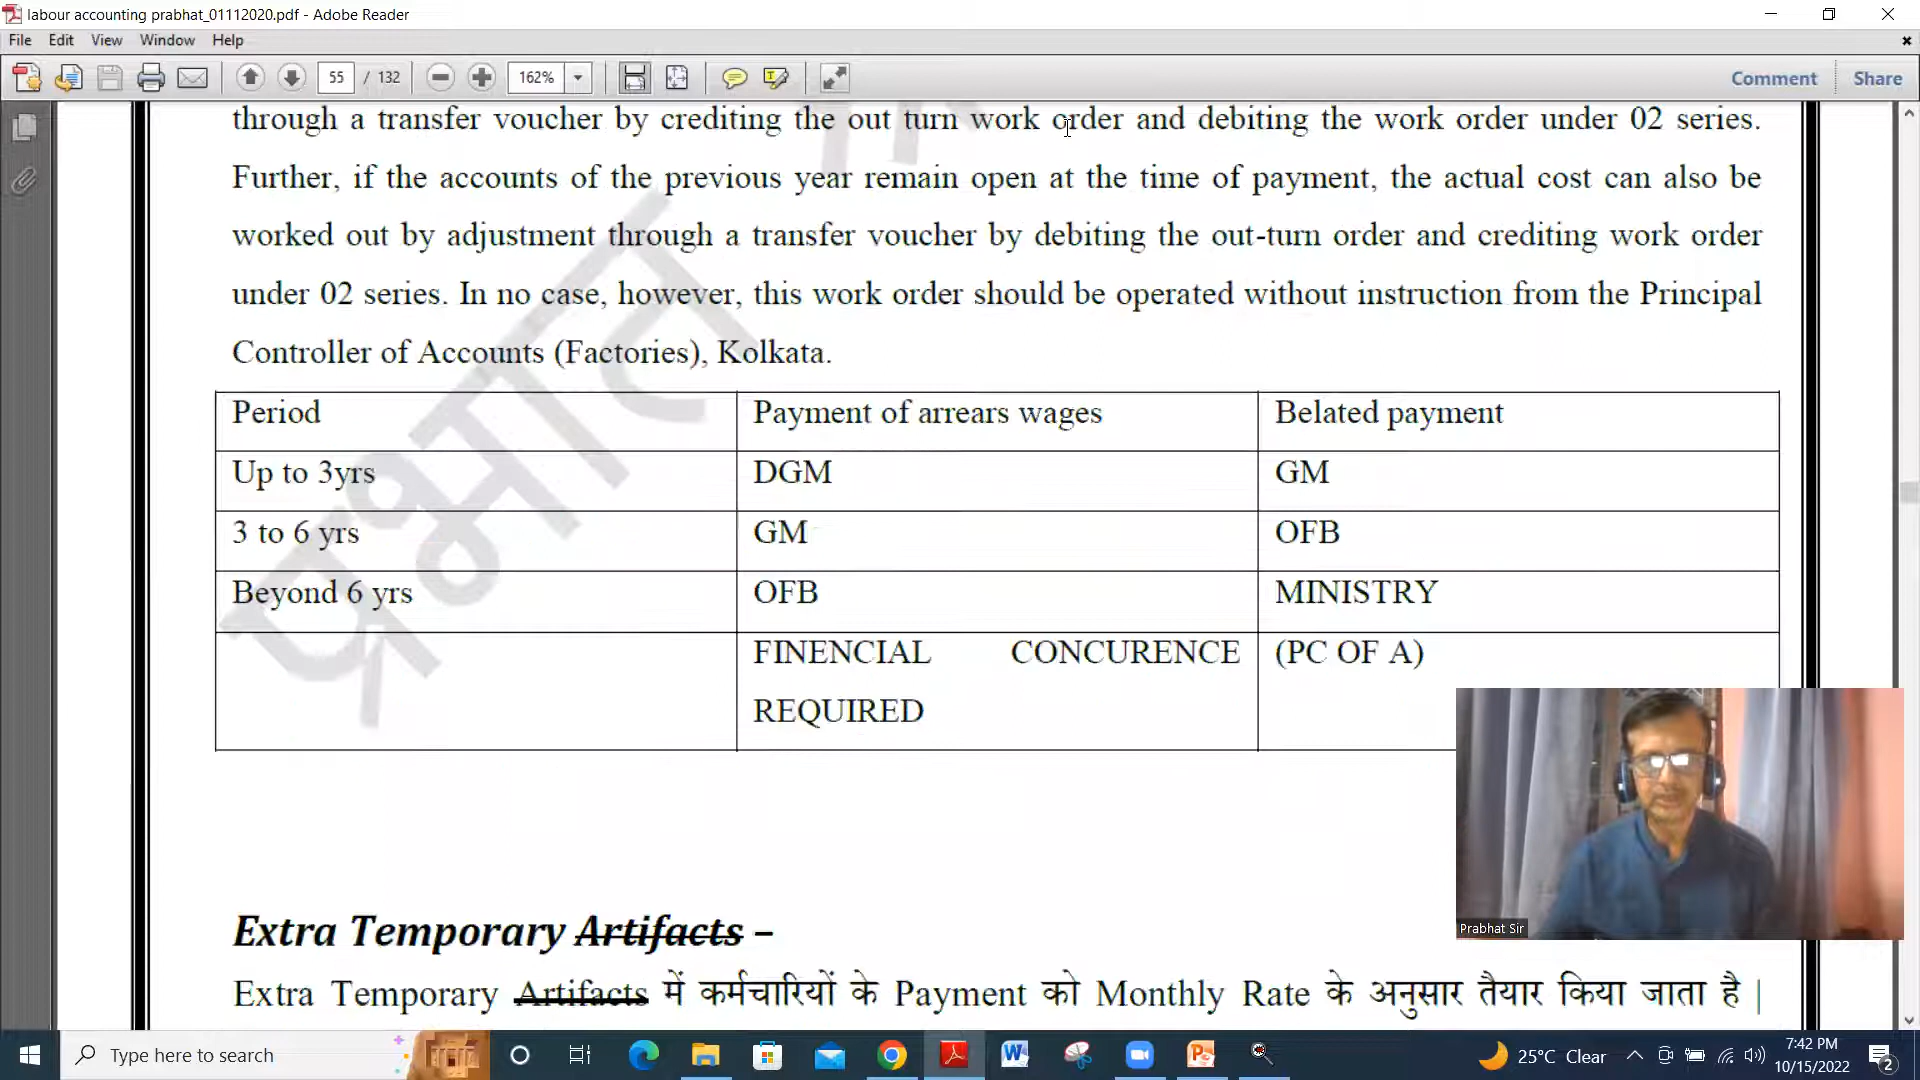 labour accounting prabhat_01112020.pdf - Adobe Reader
File Edit View Window Help
55 / 132 162% Comment Share
through a transfer voucher by crediting the out turn work order and debiting the work order under 02 series.
Further, if the accounts of the previous year remain open at the time of payment, the actual cost can also be
worked out by adjustment through a transfer voucher by debiting the out-turn order and crediting work order
under 02 series. In no case, however, this work order should be operated without instruction from the Principal
Controller of Accounts (Factories), Kolkata.
Period Payment of arrears wages Belated payment
Up to 3yrs DGM GM
3 to 6 yrs GM OFB
Beyond 6 yrs OFB MINISTRY
FINENCIAL CONCURENCE (PC OF A)
REQUIRED
प्रभात
Prabhat Sir
Extra Temporary Artifacts –
Extra Temporary Artifacts में कर्मचारियों के Payment को Monthly Rate के अनुसार तैयार किया जाता है |
Type here to search
25°C Clear
7:42 PM
10/15/2022
2